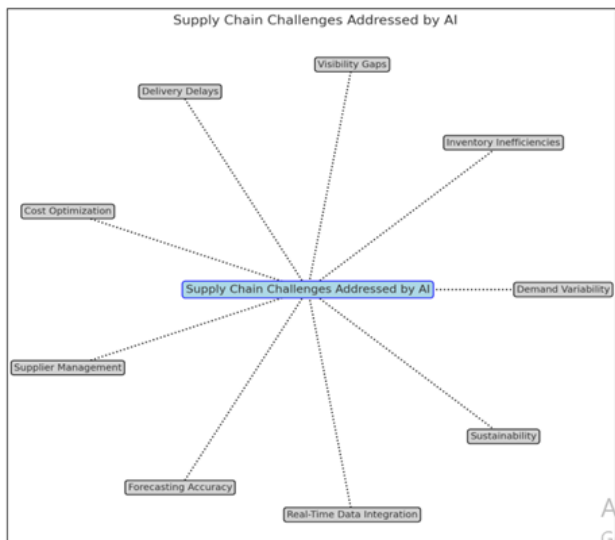 Supply Chain Challenges Addressed by AI
Visibility Gaps
Delivery Delays
Inventory Inefficiencies
Cost Optimization
Supply Chain Challenges Addressed by AI
Demand Variability
Supplier Management
Sustainability
Forecasting Accuracy
Real-Time Data Integration